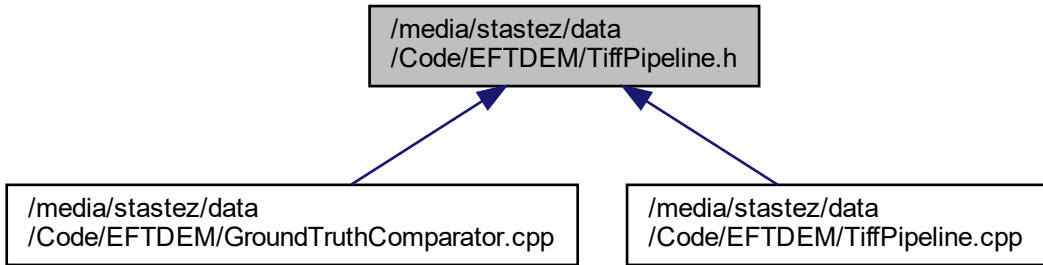 /media/stastez/data
/Code/EFTDEM/TiffPipeline.h
/media/stastez/data
/Code/EFTDEM/GroundTruthComparator.cpp
/media/stastez/data
/Code/EFTDEM/TiffPipeline.cpp